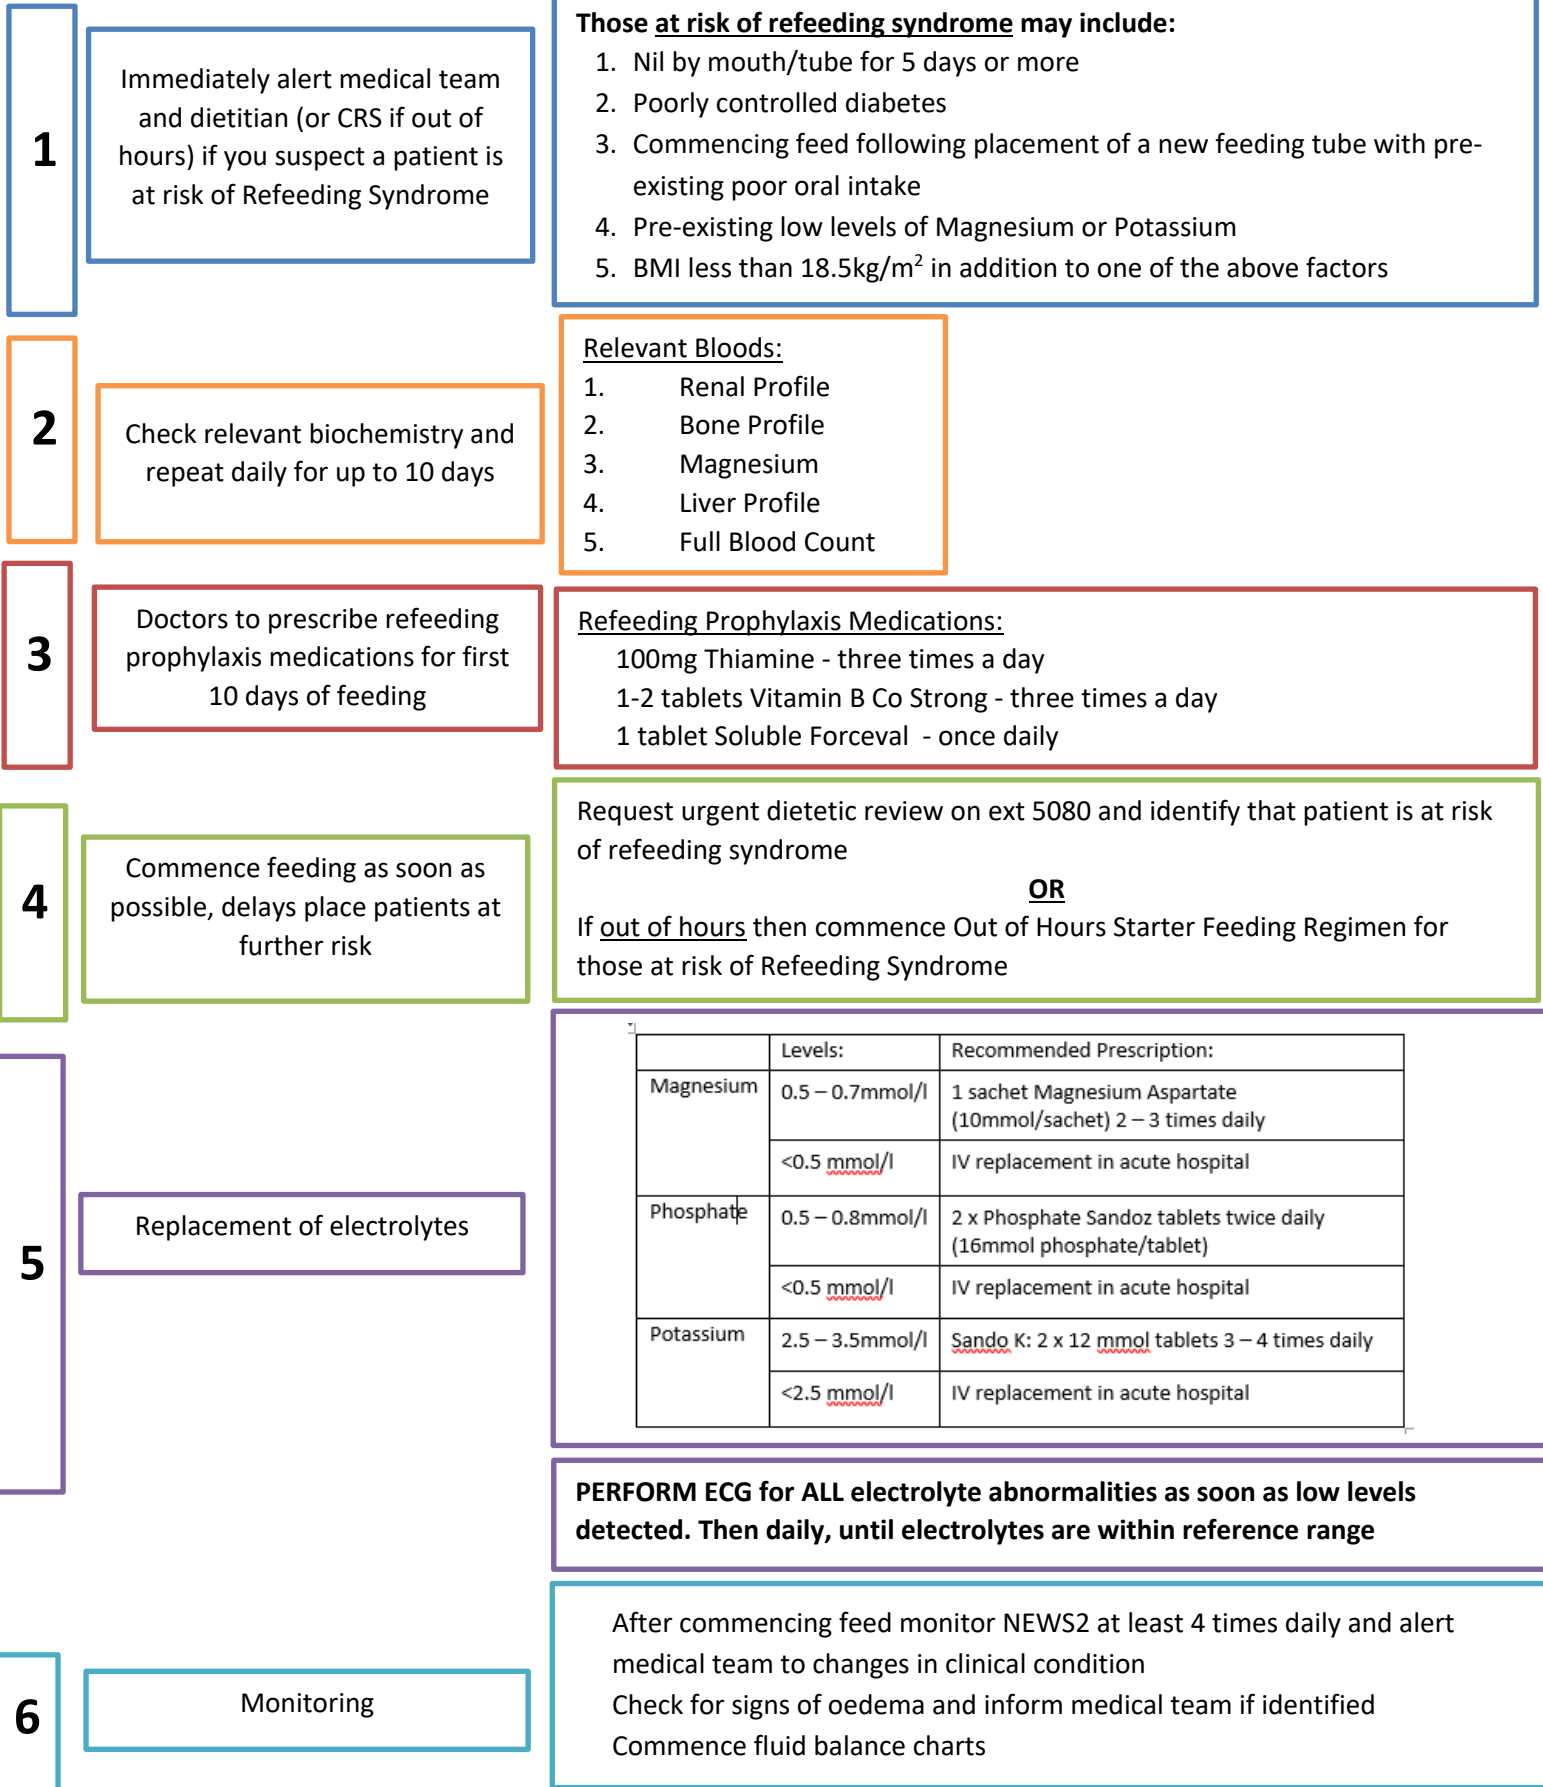 1
Immediately alert medical team
and dietitian (or CRS if out of
hours) if you suspect a patient is
at risk of Refeeding Syndrome
Those at risk of refeeding syndrome may include:
1. Nil by mouth/tube for 5 days or more
2. Poorly controlled diabetes
3. Commencing feed following placement of a new feeding tube with pre-
existing poor oral intake
4. Pre-existing low levels of Magnesium or Potassium
5. BMI less than 18.5kg/m² in addition to one of the above factors
2
Check relevant biochemistry and
repeat daily for up to 10 days
Relevant Bloods:
1. Renal Profile
2. Bone Profile
3. Magnesium
4. Liver Profile
5. Full Blood Count
3
Doctors to prescribe refeeding
prophylaxis medications for first
10 days of feeding
Refeeding Prophylaxis Medications:
100mg Thiamine - three times a day
1-2 tablets Vitamin B Co Strong - three times a day
1 tablet Soluble Forceval - once daily
4
Commence feeding as soon as
possible, delays place patients at
further risk
Request urgent dietetic review on ext 5080 and identify that patient is at risk
of refeeding syndrome
OR
If out of hours then commence Out of Hours Starter Feeding Regimen for
those at risk of Refeeding Syndrome
5
Replacement of electrolytes
Levels: Recommended Prescription:
Magnesium 0.5 – 0.7mmol/l 1 sachet Magnesium Aspartate
(10mmol/sachet) 2 – 3 times daily
<0.5 mmol/l IV replacement in acute hospital
Phosphate 0.5 – 0.8mmol/l 2 x Phosphate Sandoz tablets twice daily
(16mmol phosphate/tablet)
<0.5 mmol/l IV replacement in acute hospital
Potassium 2.5 – 3.5mmol/l Sando K: 2 x 12 mmol tablets 3 – 4 times daily
<2.5 mmol/l IV replacement in acute hospital
PERFORM ECG for ALL electrolyte abnormalities as soon as low levels
detected. Then daily, until electrolytes are within reference range
6
Monitoring
After commencing feed monitor NEWS2 at least 4 times daily and alert
medical team to changes in clinical condition
Check for signs of oedema and inform medical team if identified
Commence fluid balance charts